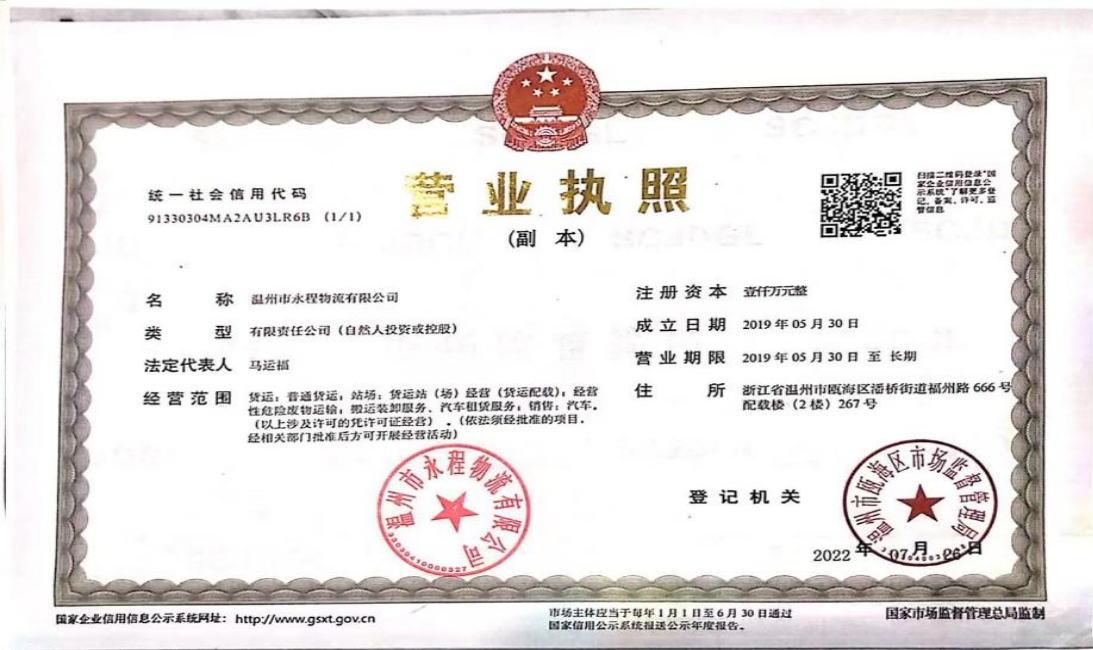 统一社会信用代码
91330304MA2AU3LR6B (1/1)
营业执照
(副 本)
扫描二维码登录“国
家企业信用信息公
示系统”了解更多登
记、备案、许可、监
管信息
名 称 温州市永程物流有限公司
类 型 有限责任公司（自然人投资或控股）
法定代表人 马运福
经营范围 货运：普通货运；站场：货运站（场）经营（货运配载）；经营
性危险废物运输；搬运装卸服务、汽车租赁服务；销售：汽车。
（以上涉及许可的凭许可证经营）。（依法须经批准的项目，
经相关部门批准后方可开展经营活动）
注册资本 壹仟万元整
成立日期 2019年05月30日
营业期限 2019年05月30日 至 长期
住 所 浙江省温州市瓯海区潘桥街道福州路666号
配载楼（2楼）267号
温州市永程物流有限公司
33030410000327
登记机关
温州市瓯海区市场监督管理局
2022年07月06日
国家企业信用信息公示系统网址：http://www.gsxt.gov.cn
市场主体应当于每年1月1日至6月30日通过
国家信用公示系统报送公示年度报告。
国家市场监督管理总局监制